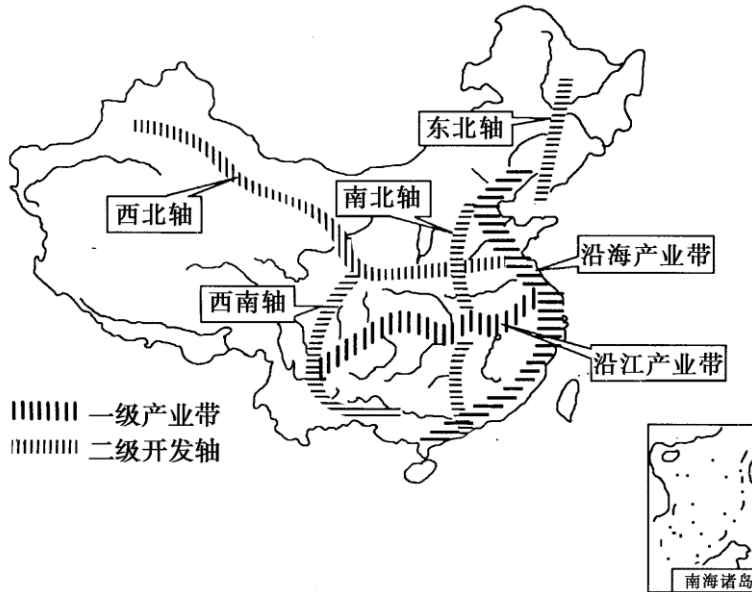 东北轴
南北轴
西北轴
沿海产业带
西南轴
沿江产业带
一级产业带
二级开发轴
南海诸岛